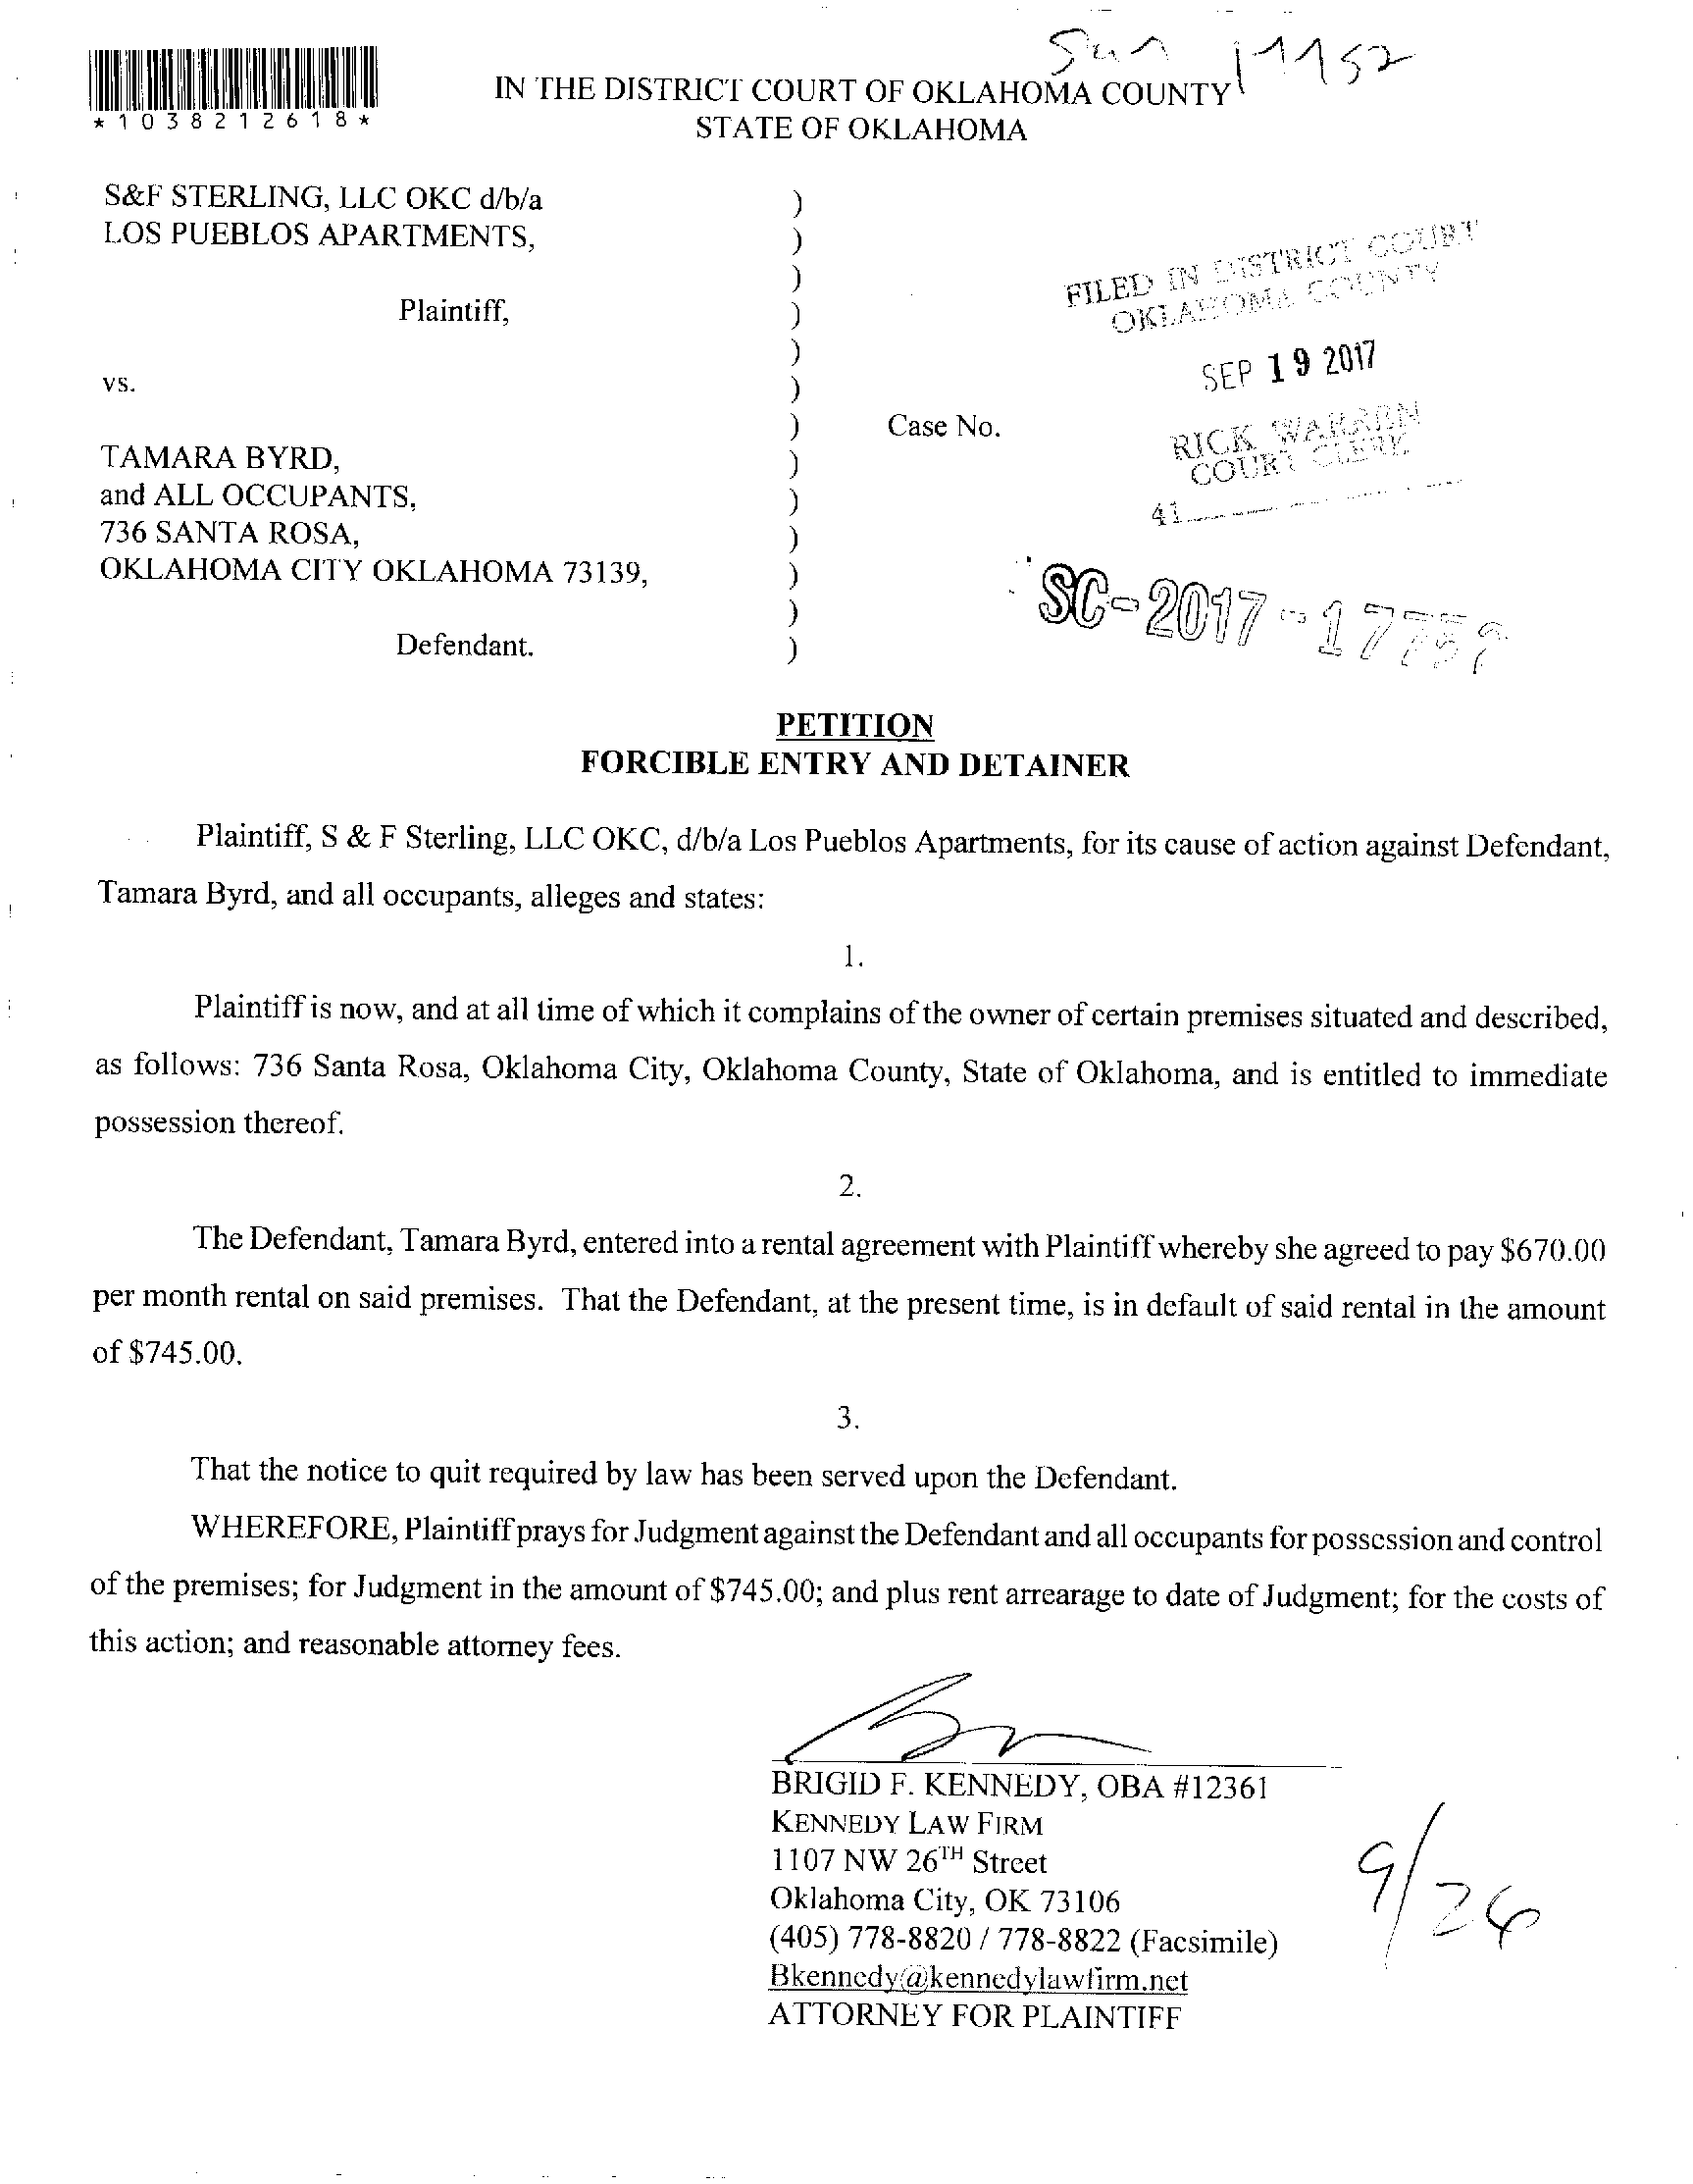 *1038212618*
IN THE DISTRICT COURT OF OKLAHOMA COUNTY
STATE OF OKLAHOMA
S&F STERLING, LLC OKC d/b/a
LOS PUEBLOS APARTMENTS,
Plaintiff,
vs.
TAMARA BYRD,
and ALL OCCUPANTS,
736 SANTA ROSA,
OKLAHOMA CITY OKLAHOMA 73139,
Defendant.
)
)
)
)
)
)
)
)
)
)
)
)
)
Case No.
FILED IN DISTRICT COURT
OKLAHOMA COUNTY
SEP 19 2017
RICK WARREN
COURT CLERK
41
SC-2017-
PETITION
FORCIBLE ENTRY AND DETAINER
Plaintiff, S & F Sterling, LLC OKC, d/b/a Los Pueblos Apartments, for its cause of action against Defendant,
Tamara Byrd, and all occupants, alleges and states:
1.
Plaintiff is now, and at all time of which it complains of the owner of certain premises situated and described,
as follows: 736 Santa Rosa, Oklahoma City, Oklahoma County, State of Oklahoma, and is entitled to immediate
possession thereof.
2.
The Defendant, Tamara Byrd, entered into a rental agreement with Plaintiff whereby she agreed to pay $670.00
per month rental on said premises. That the Defendant, at the present time, is in default of said rental in the amount
of $745.00.
3.
That the notice to quit required by law has been served upon the Defendant.
WHEREFORE, Plaintiff prays for Judgment against the Defendant and all occupants for possession and control
of the premises; for Judgment in the amount of $745.00; and plus rent arrearage to date of Judgment; for the costs of
this action; and reasonable attorney fees.
BRIGID F. KENNEDY, OBA #12361
KENNEDY LAW FIRM
1107 NW 26TH Street
Oklahoma City, OK 73106
(405) 778-8820 / 778-8822 (Facsimile)
Bkennedy@kennedylawfirm.net
ATTORNEY FOR PLAINTIFF
9/26